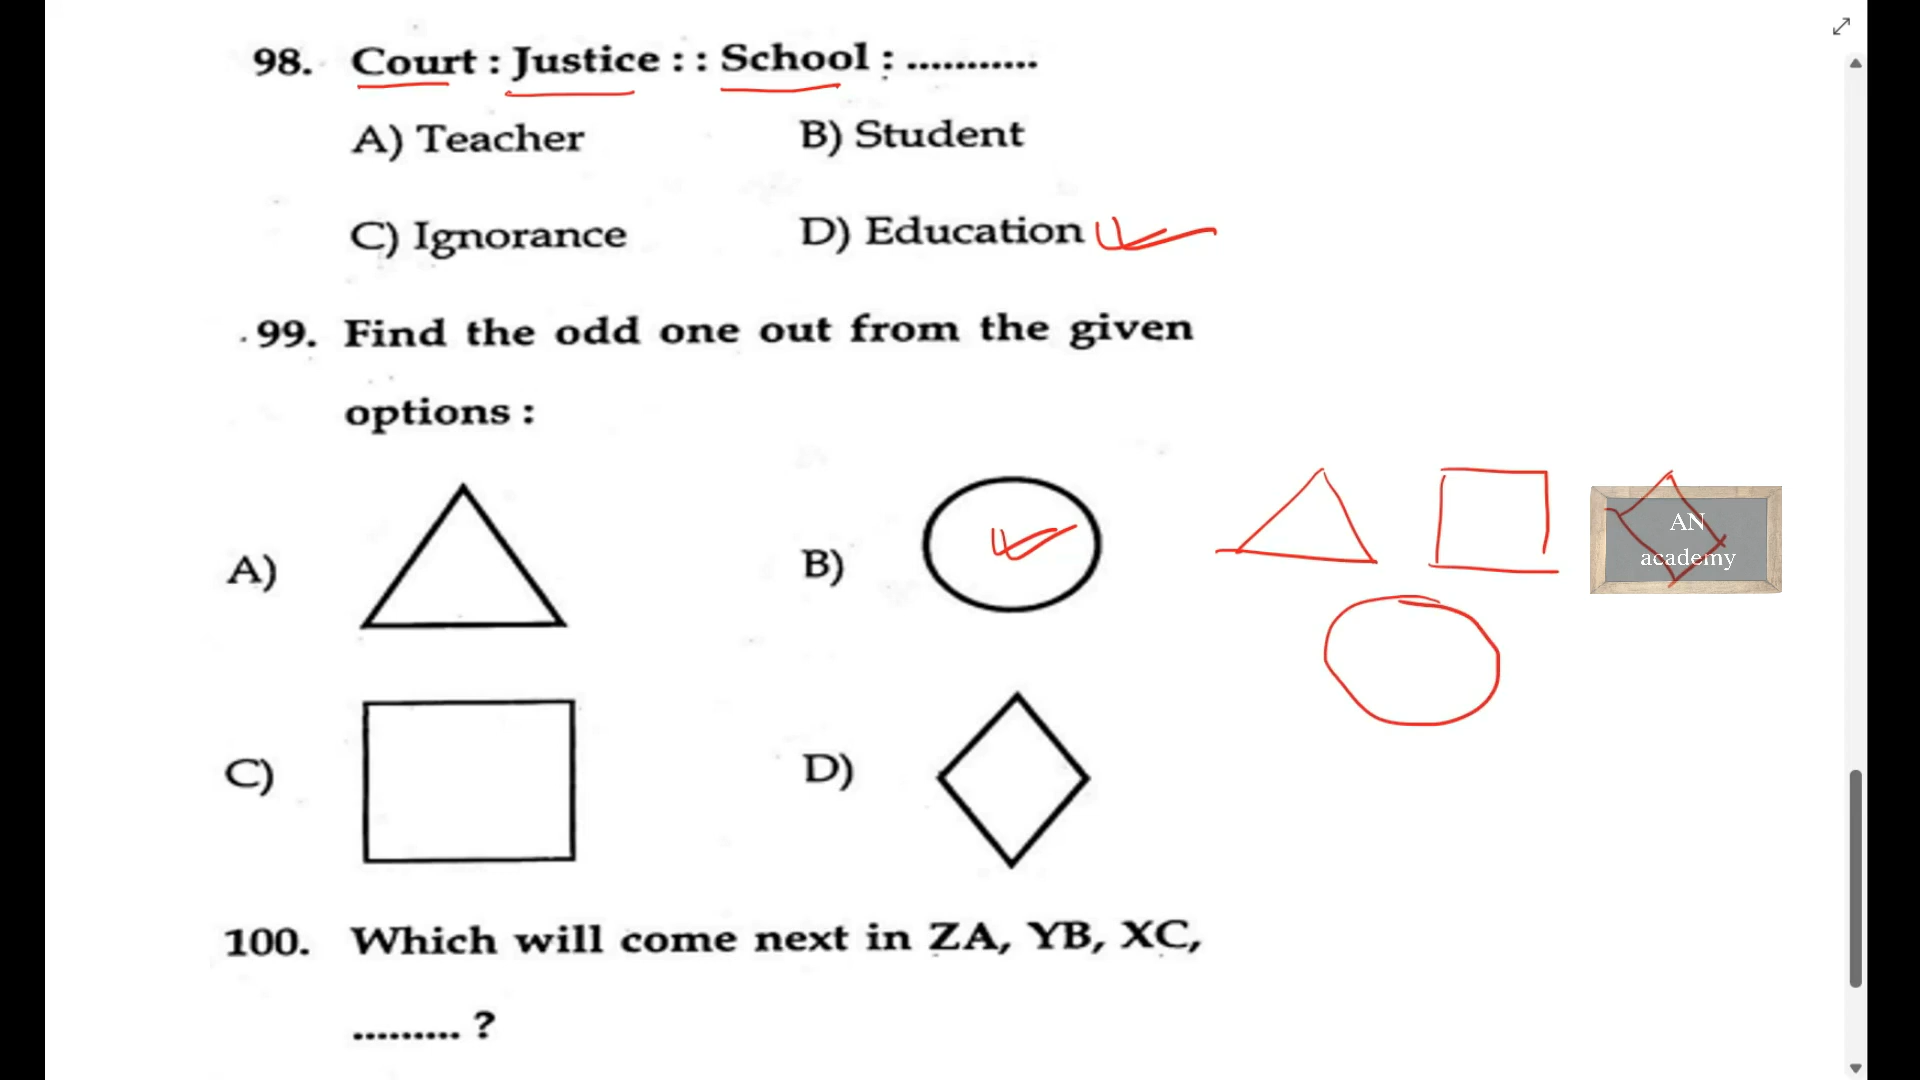 98. Court : Justice : : School : ...........
A) Teacher B) Student
C) Ignorance D) Education
99. Find the odd one out from the given
options :
A) B)
AN
academy
C) D)
100. Which will come next in ZA, YB, XC,
......... ?